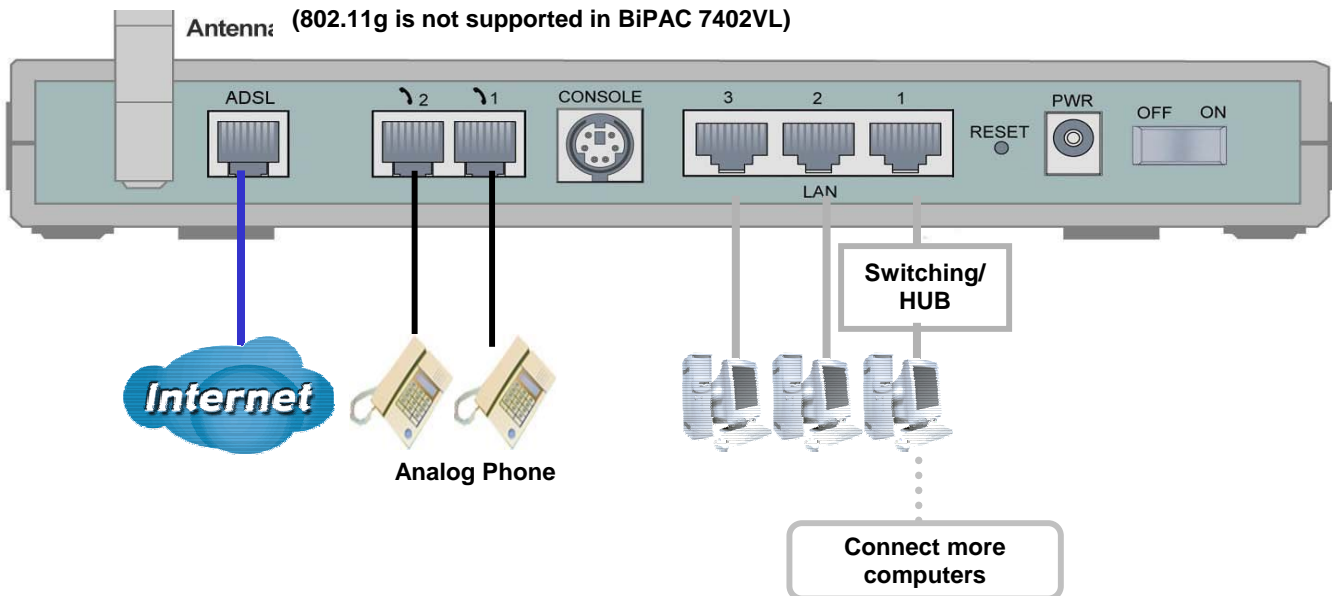 (802.11g is not supported in BiPAC 7402VL)
Antenna
ADSL
2
1
CONSOLE
3
2
1
RESET
PWR
OFF ON
LAN
Switching/
HUB
Internet
Analog Phone
Connect more
computers